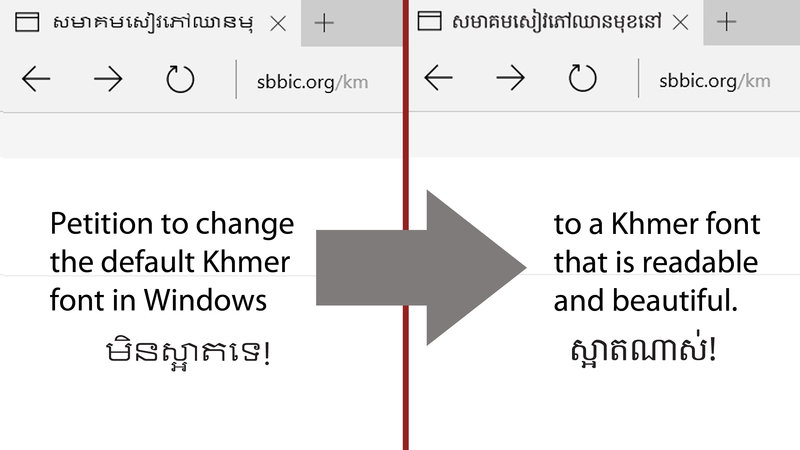 សមាគមសៀវភៅឈានមុ
សមាគមសៀវភៅឈានមុខនៅ
sbbic.org/km
sbbic.org/km
Petition to change
the default Khmer
font in Windows
មិនស្អាតទេ!
to a Khmer font
that is readable
and beautiful.
ស្អាតណាស់!